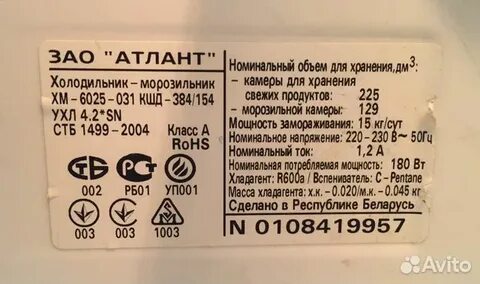 ЗАО "АТЛАНТ"
Холодильник - морозильник
ХМ - 6025 - 031 КШД - 384/154
УХЛ 4.2*SN
СТБ 1499 - 2004 Класс А
RoHS
СТБ РСТ
002 РБ01 УП001
003 003 1003
Номинальный объем для хранения,дм³:
- камеры для хранения
свежих продуктов 225
- морозильной камеры 129
Мощность замораживания: 15 кг/сут
Номинальное напряжение: 220 - 230 В ~ 50Гц
Номинальный ток: 1,2 А
Номинальная потребляемая мощность: 180 Вт
Хладагент: R600a / Вспениватель: C - Pentane
Масса хладагента: х.к. - 0.020/м.к. - 0.045 кг
Сделано в Республике Беларусь
N 0108419957
Avito